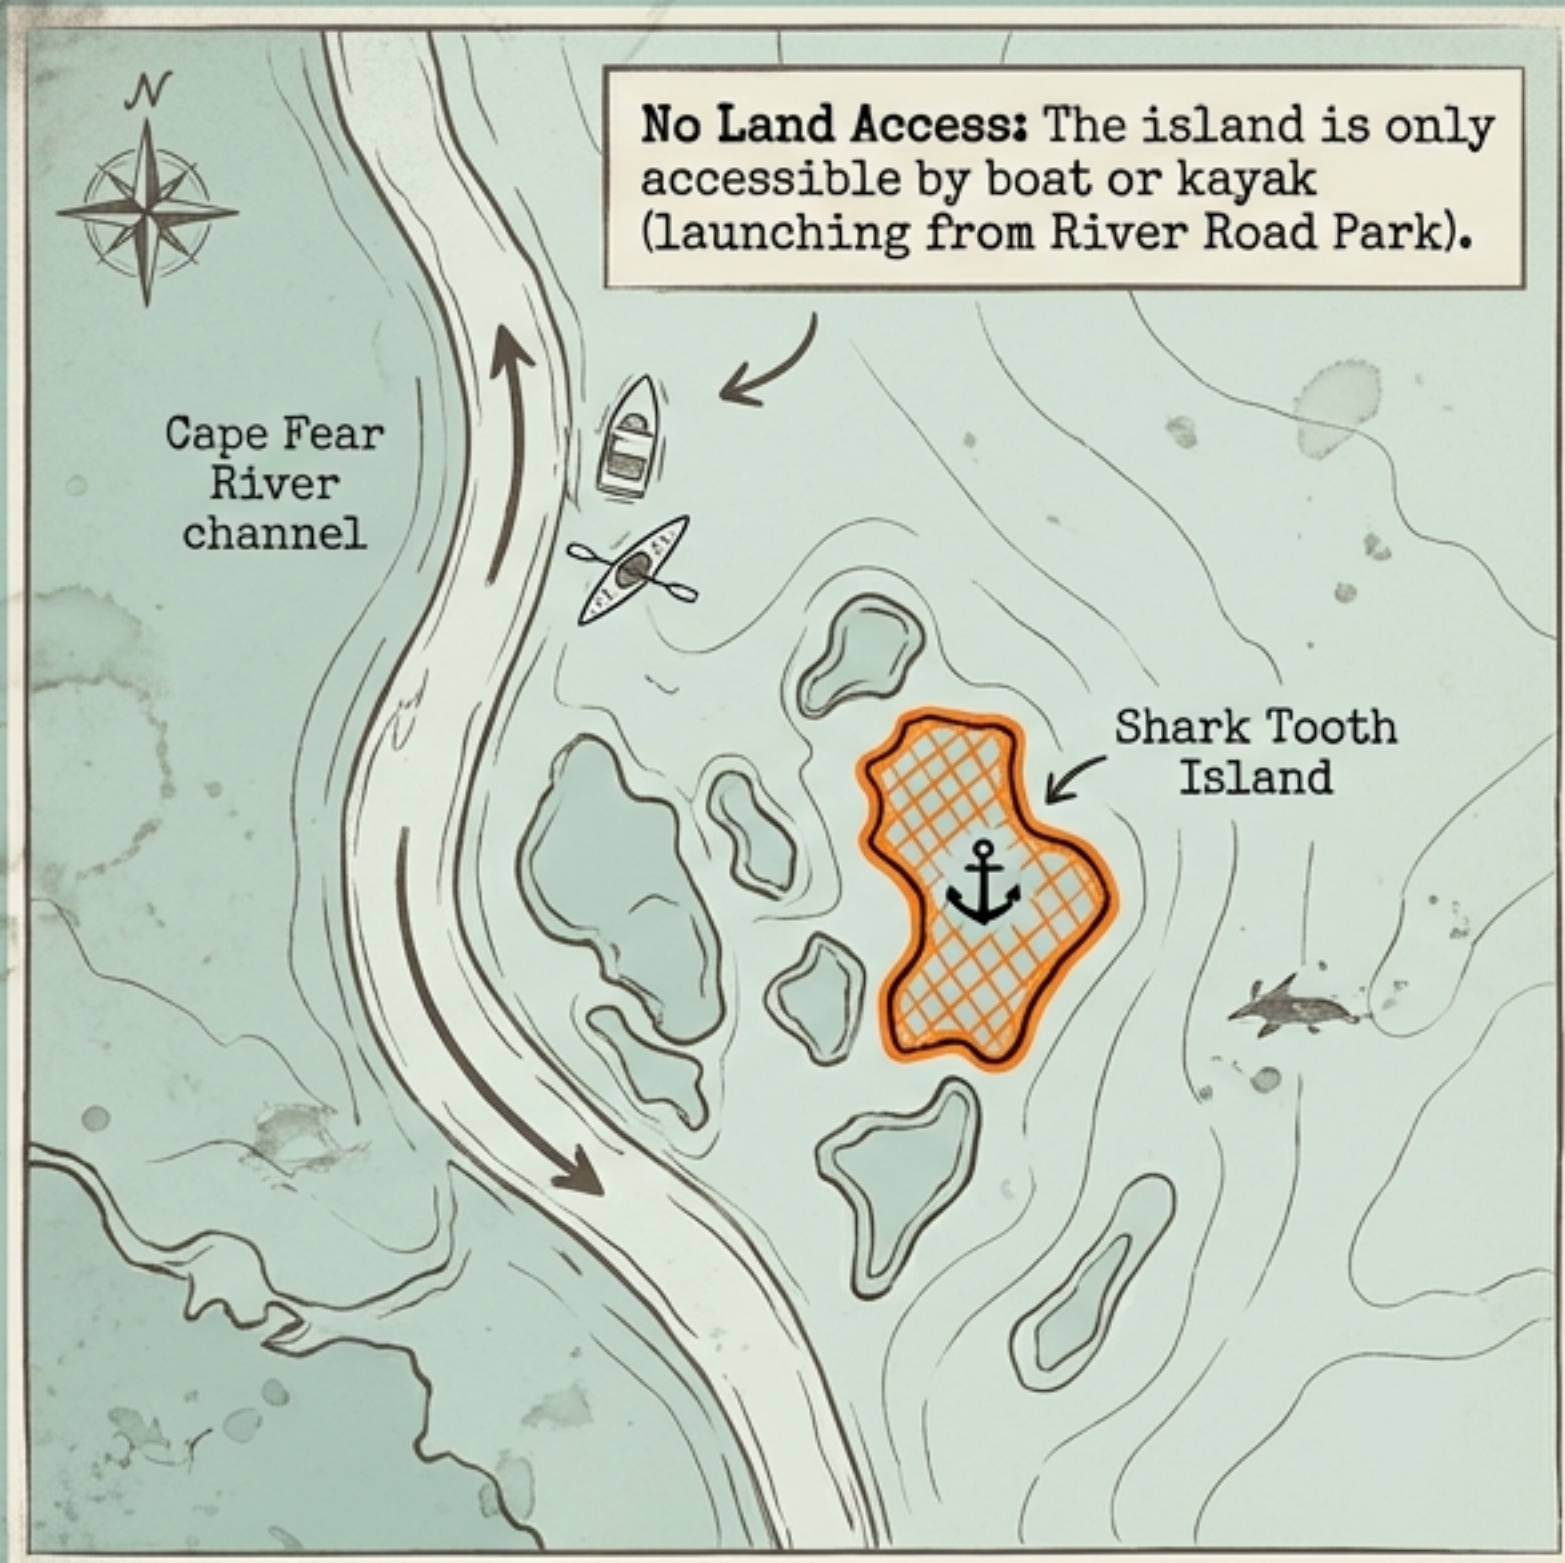 N
No Land Access: The island is only
accessible by boat or kayak
(launching from River Road Park).
Cape Fear
River
channel
Shark Tooth
Island